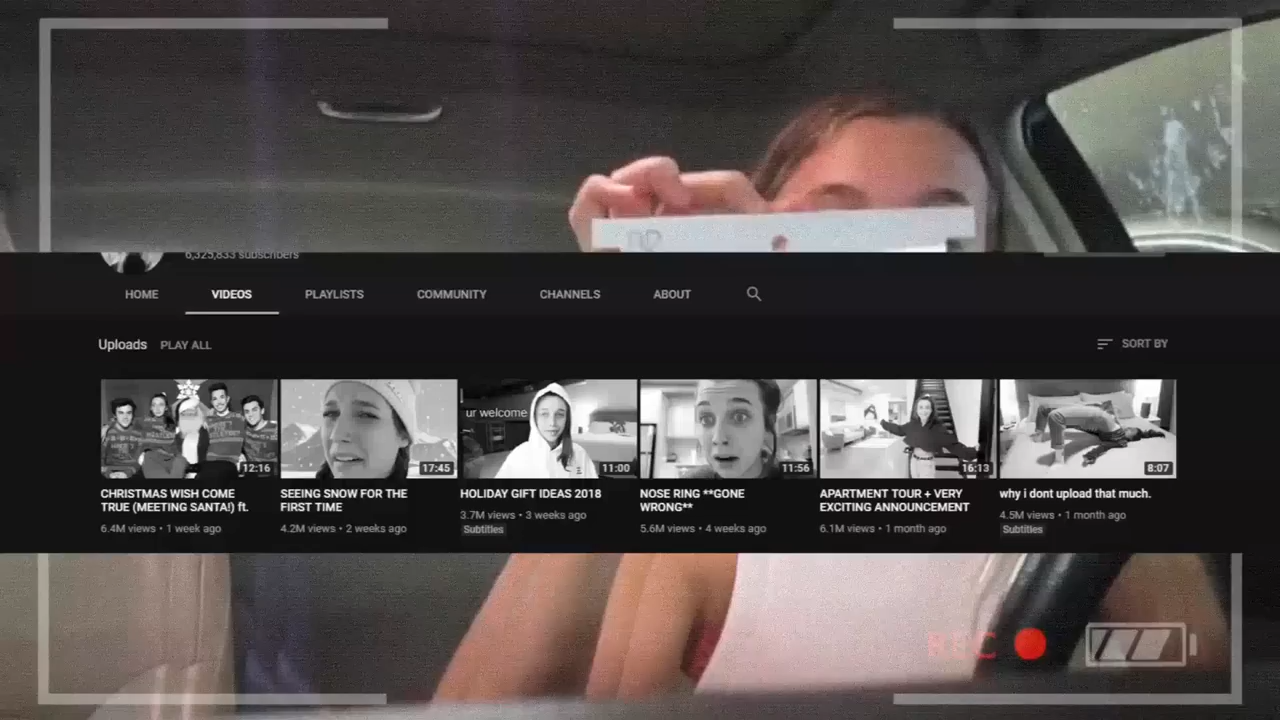 6,325,833 subscribers
HOME VIDEOS PLAYLISTS COMMUNITY CHANNELS ABOUT
Uploads PLAY ALL SORT BY
ur welcome
12:16 17:45 11:00 11:56 16:13 8:07
CHRISTMAS WISH COME
TRUE (MEETING SANTA!) ft.
6.4M views • 1 week ago
SEEING SNOW FOR THE
FIRST TIME
4.2M views • 2 weeks ago
HOLIDAY GIFT IDEAS 2018
3.7M views • 3 weeks ago
Subtitles
NOSE RING **GONE
WRONG**
5.6M views • 4 weeks ago
APARTMENT TOUR + VERY
EXCITING ANNOUNCEMENT
6.1M views • 1 month ago
why i dont upload that much.
4.5M views • 1 month ago
Subtitles
REC